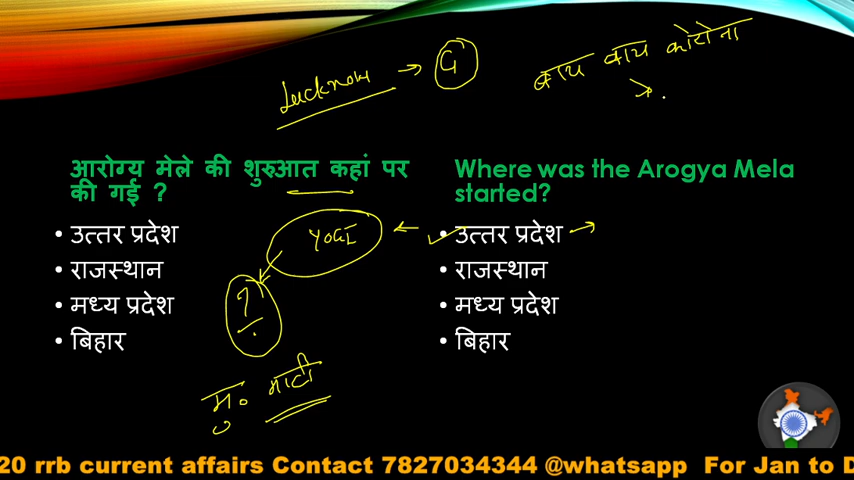 Lucknow → G
बाय बाय कोरोना
आरोग्य मेले की शुरुआत कहां पर
की गई ?
• उत्तर प्रदेश
• राजस्थान
• मध्य प्रदेश
• बिहार
YOGI
?
मु० माटी
Where was the Arogya Mela
started?
• उत्तर प्रदेश →
• राजस्थान
• मध्य प्रदेश
• बिहार
20 rrb current affairs Contact 7827034344 @whatsapp For Jan to D